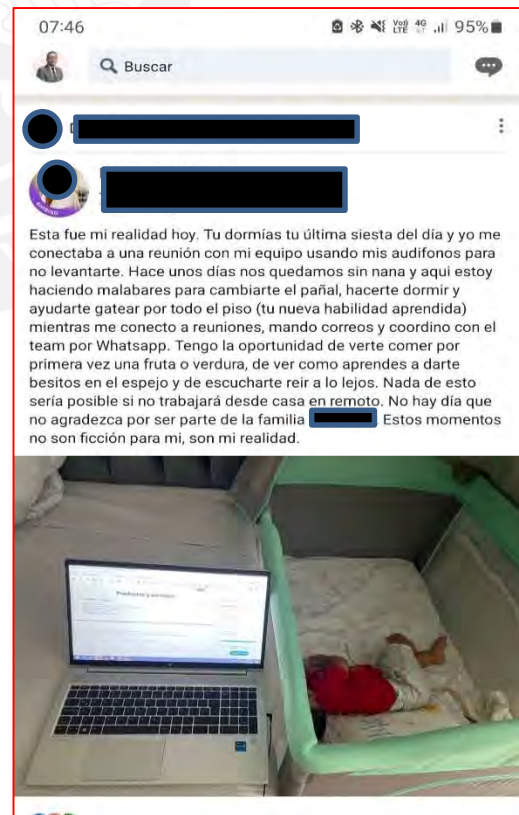 07:46
Vo)) LTE 4G 95%
Buscar
Esta fue mi realidad hoy. Tu dormías tu última siesta del día y yo me
conectaba a una reunión con mi equipo usando mis audifonos para
no levantarte. Hace unos días nos quedamos sin nana y aqui estoy
haciendo malabares para cambiarte el pañal, hacerte dormir y
ayudarte gatear por todo el piso (tu nueva habilidad aprendida)
mientras me conecto a reuniones, mando correos y coordino con el
team por Whatsapp. Tengo la oportunidad de verte comer por
primera vez una fruta o verdura, de ver como aprendes a darte
besitos en el espejo y de escucharte reir a lo lejos. Nada de esto
sería posible si no trabajará desde casa en remoto. No hay día que
no agradezca por ser parte de la familia Estos momentos
no son ficción para mi, son mi realidad.